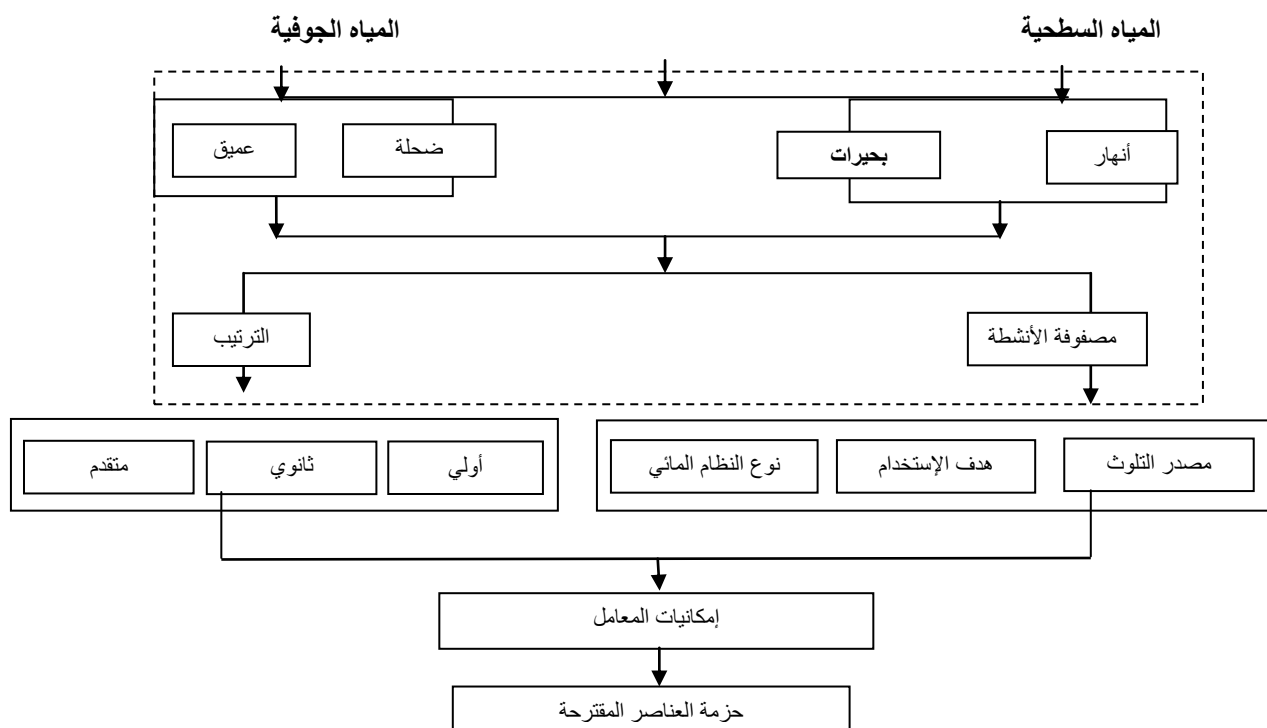 المياه السطحية
المياه الجوفية
أنهار
بحيرات
ضحلة
عميق
مصفوفة الأنشطة
الترتيب
مصدر التلوث
هدف الإستخدام
نوع النظام المائي
أولي
ثانوي
متقدم
إمكانيات المعامل
حزمة العناصر المقترحة